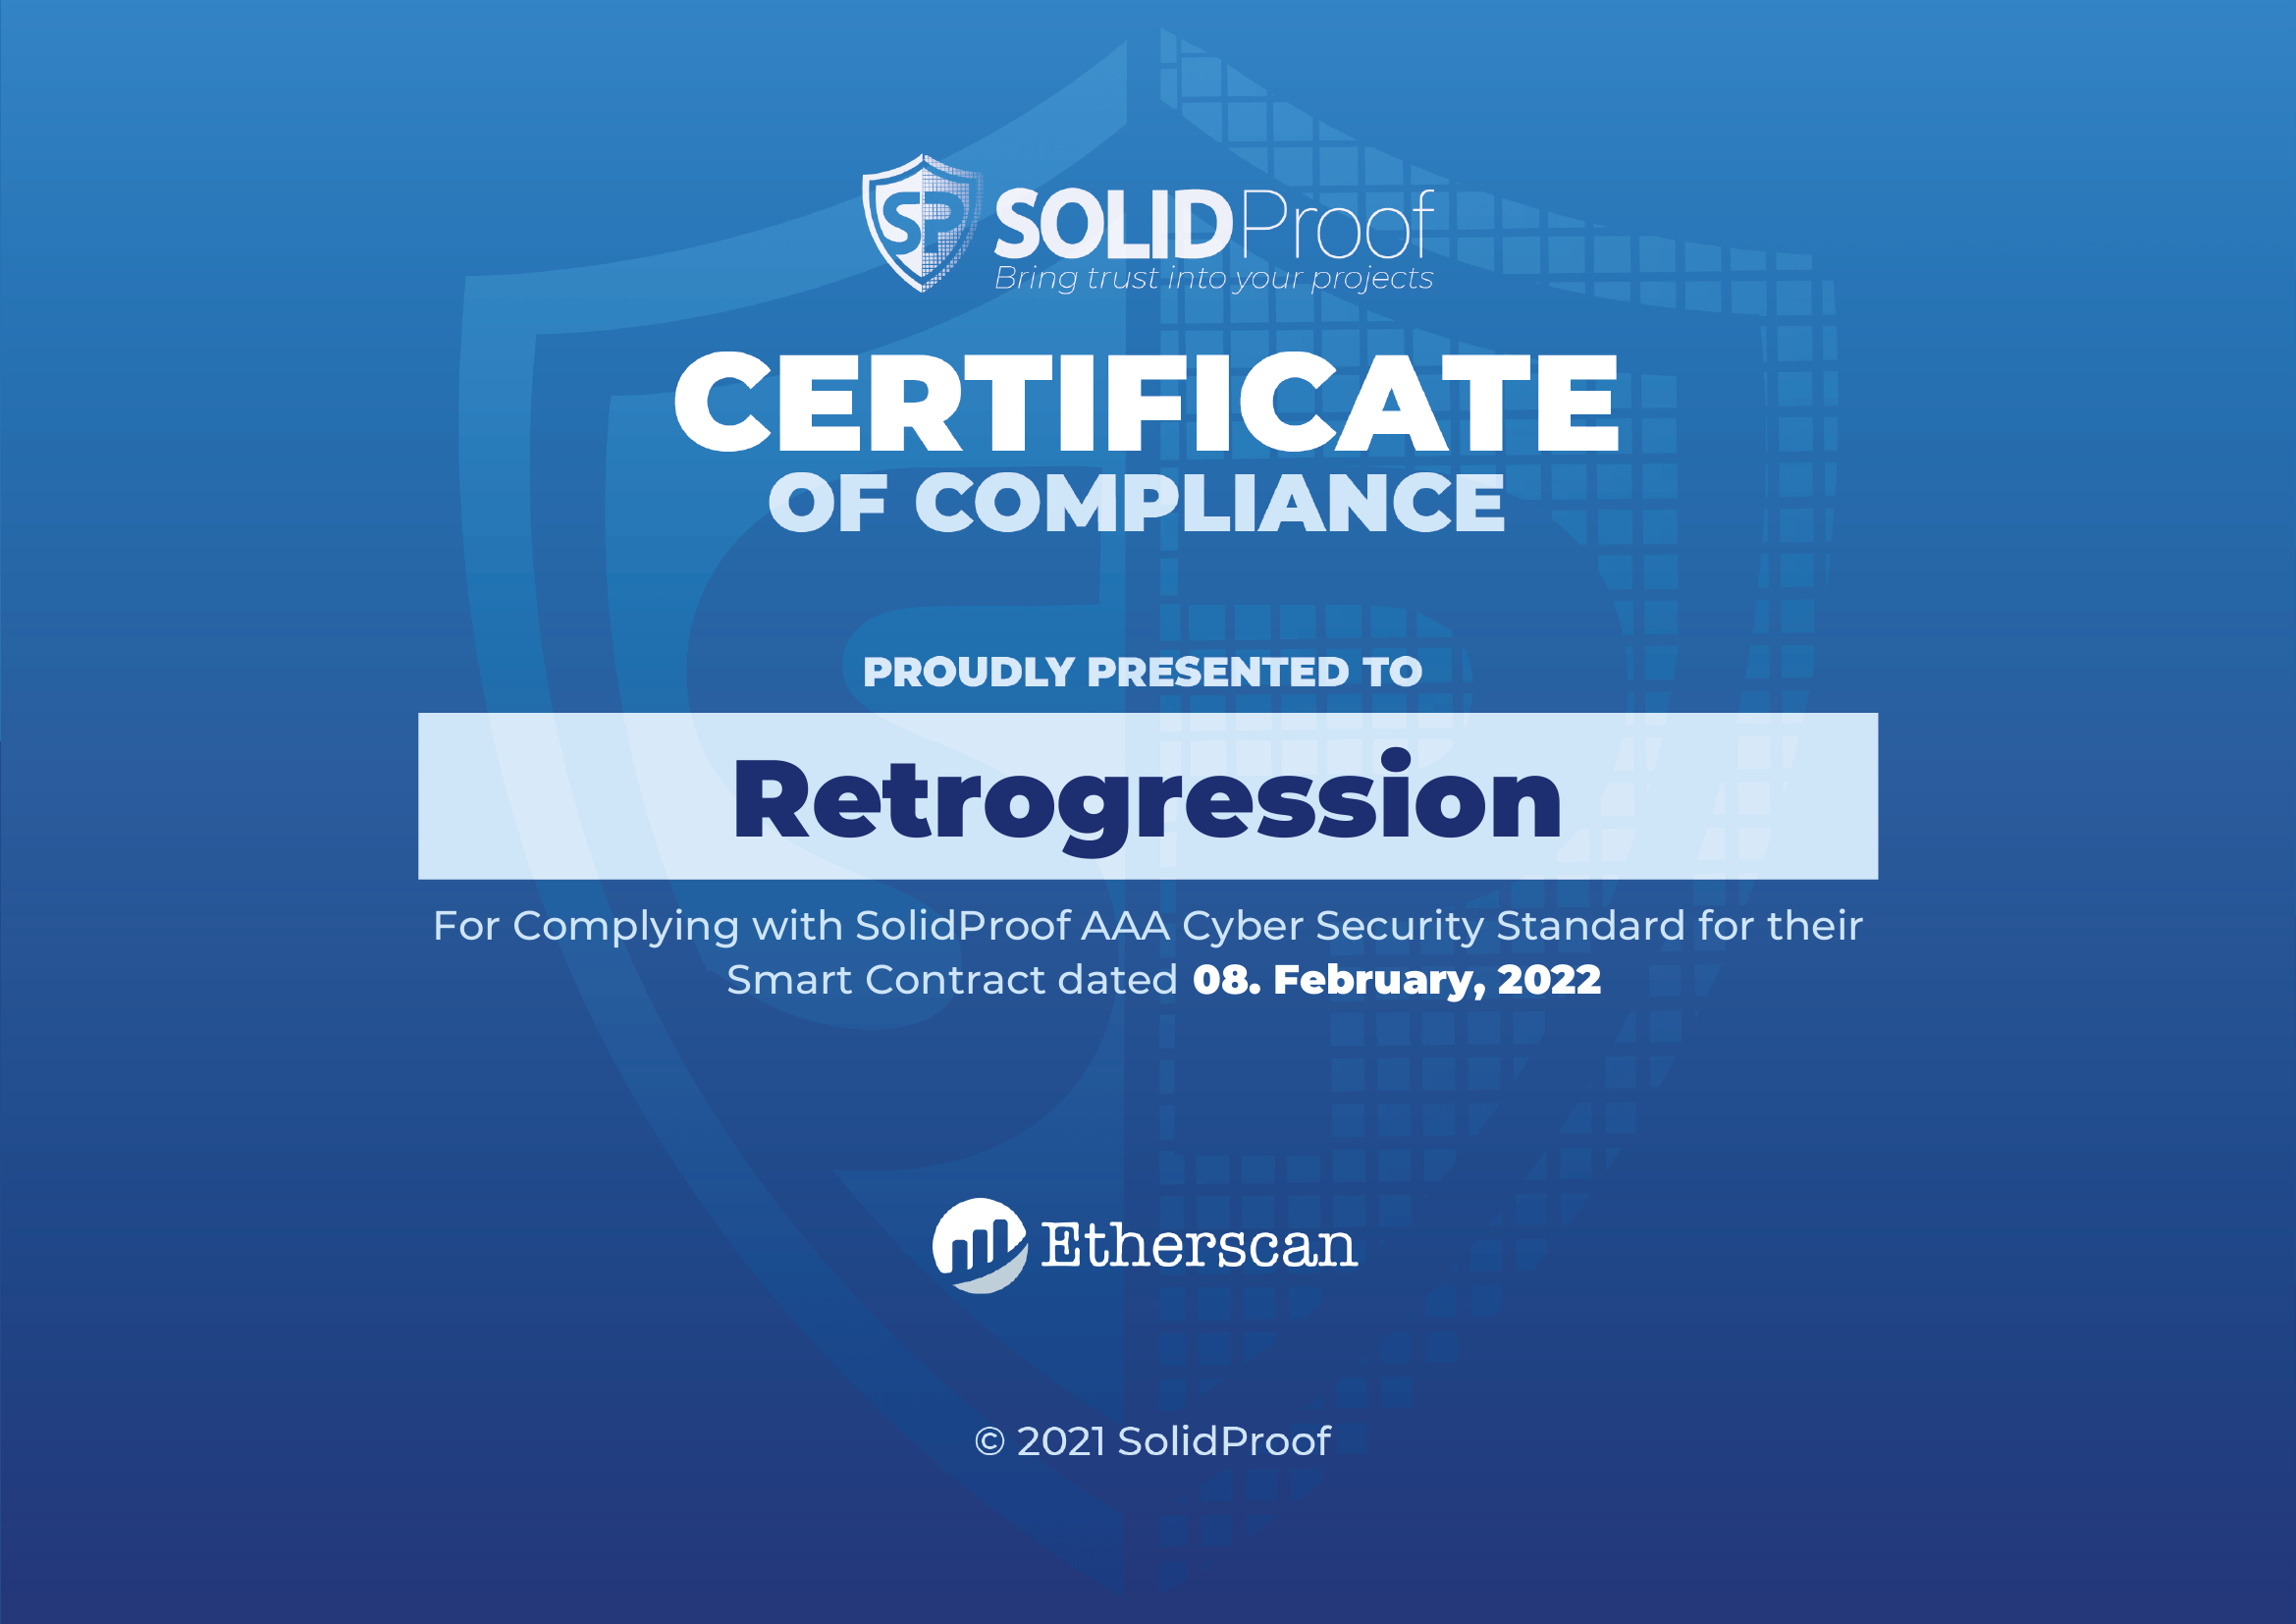 SP SOLIDProof
Bring trust into your projects
CERTIFICATE
OF COMPLIANCE
PROUDLY PRESENTED TO
Retrogression
For Complying with SolidProof AAA Cyber Security Standard for their
Smart Contract dated 08. February, 2022
Etherscan
© 2021 SolidProof